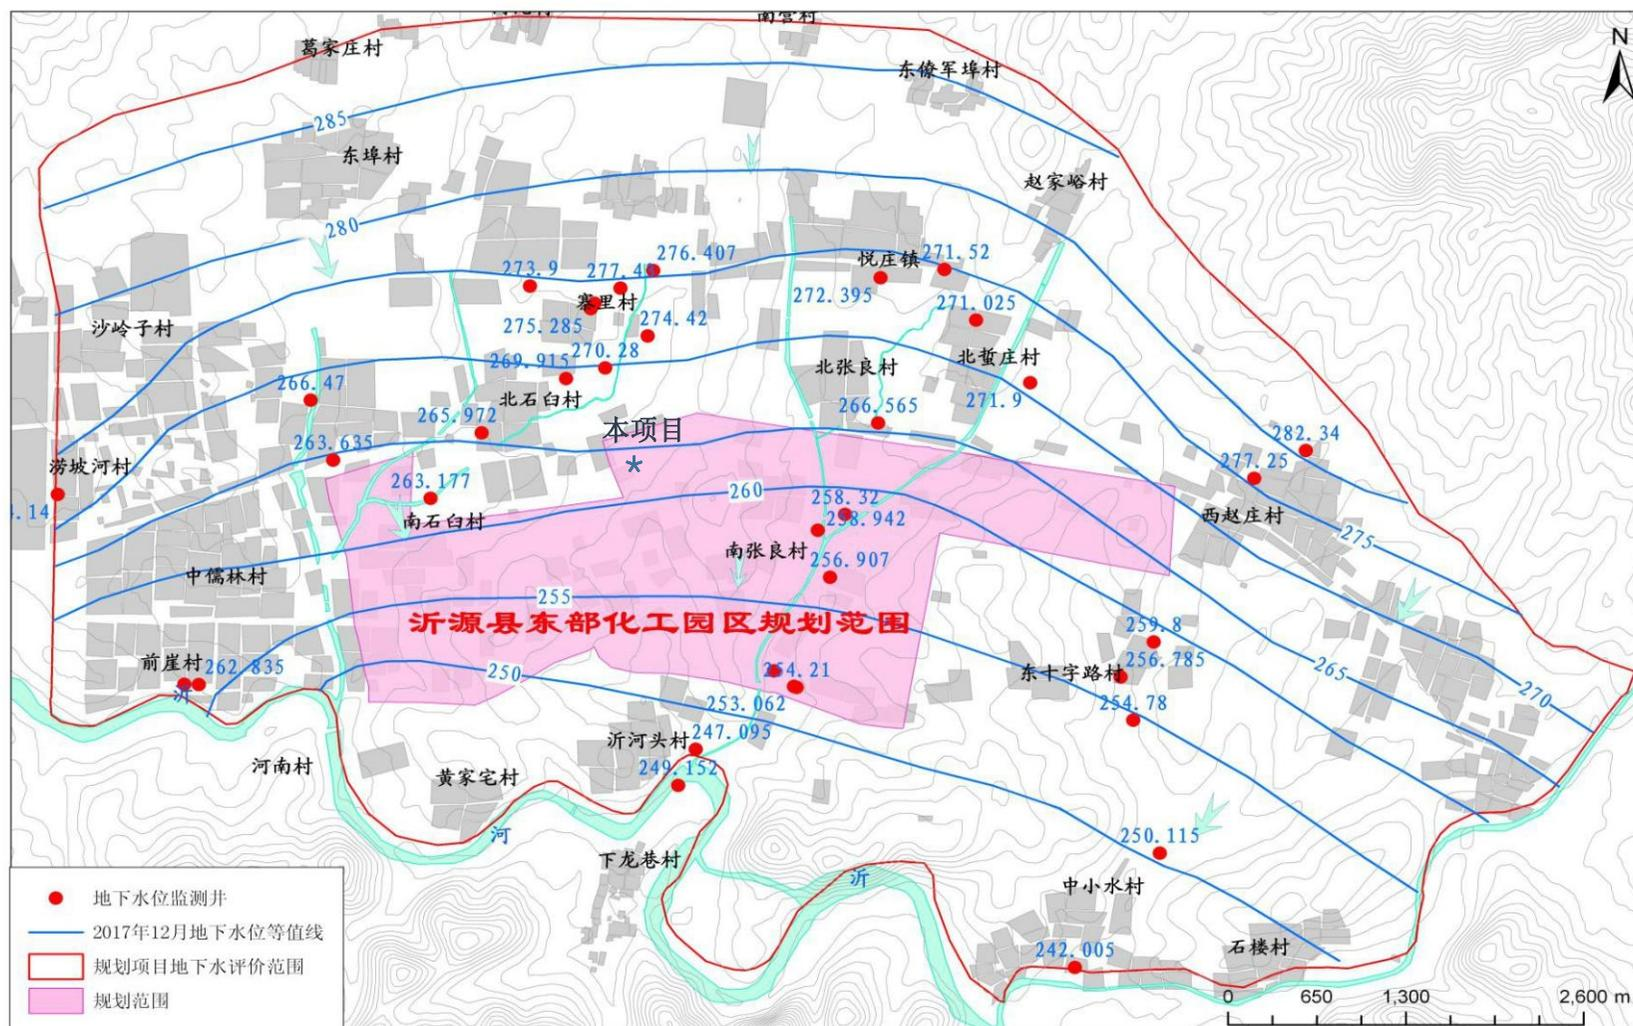 南营村
葛家庄村
东僚军埠村
N
285
东埠村
赵家峪村
280
悦庄镇
271.52
276.407
273.9
277.4
272.395
寨里村
271.025
275.285
274.42
沙岭子村
270.28
269.915
北张良村
北蜇庄村
266.47
北石臼村
271.9
265.972
266.565
本项目
263.635
282.34
涝坡河村
277.25
263.177
260
258.32
4.14
南石臼村
258.942
西赵庄村
275
南张良村
256.907
中儒林村
255
沂源县东部化工园区规划范围
259.8
前崖村
262.835
256.785
265
250
254.21
东十字路村
沂
270
253.062
254.78
沂河头村
247.095
河南村
249.152
黄家宅村
河
250.115
下龙巷村
沂
中小水村
地下水位监测井
2017年12月地下水位等值线
242.005
石楼村
规划项目地下水评价范围
规划范围
0
650
1,300
2,600 m